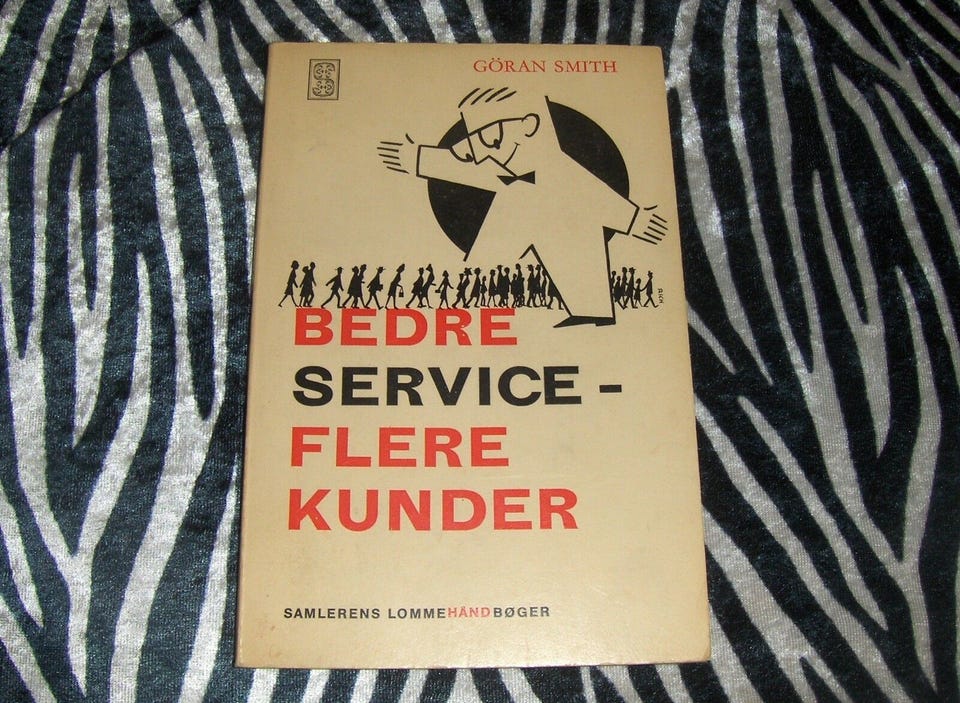 GÖRAN SMITH
BEDRE
SERVICE -
FLERE
KUNDER
SAMLERENS LOMMEHÅNDBØGER